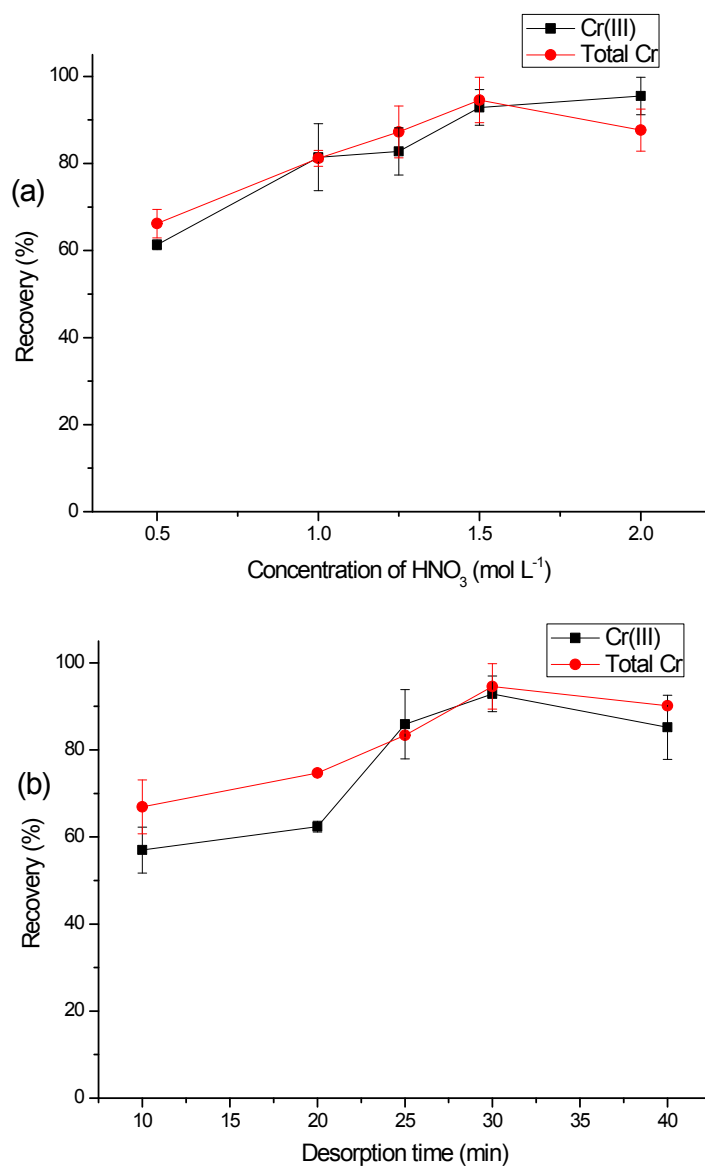 Cr(III)
Total Cr
100
80
60
40
20
0
(a)
Recovery (%)
0.5 1.0 1.5 2.0
Concentration of HNO₃ (mol L⁻¹)
Cr(III)
Total Cr
100
80
60
40
20
0
(b)
Recovery (%)
10 15 20 25 30 35 40
Desorption time (min)